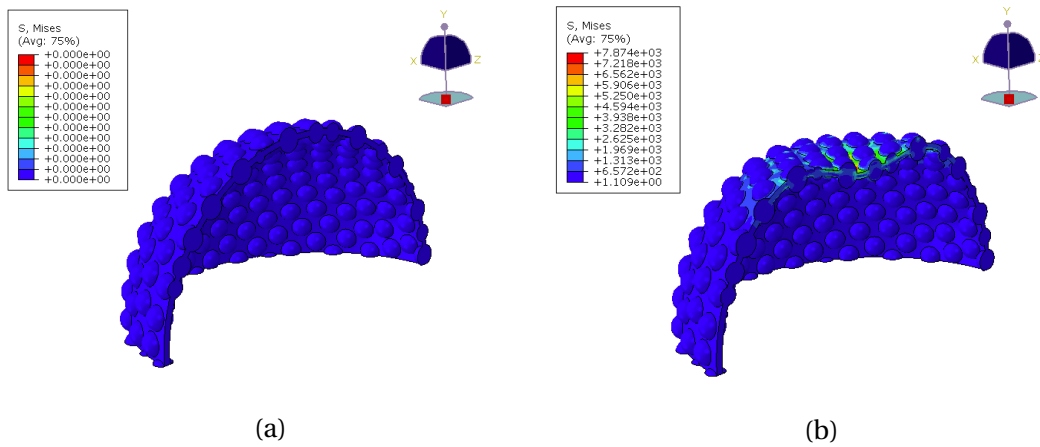 S, Mises
(Avg: 75%)
+0.000e+00
+0.000e+00
+0.000e+00
+0.000e+00
+0.000e+00
+0.000e+00
+0.000e+00
+0.000e+00
+0.000e+00
+0.000e+00
+0.000e+00
+0.000e+00
+0.000e+00
Y
X
Z
(a)
S, Mises
(Avg: 75%)
+7.874e+03
+7.218e+03
+6.562e+03
+5.906e+03
+5.250e+03
+4.594e+03
+3.938e+03
+3.282e+03
+2.625e+03
+1.969e+03
+1.313e+03
+6.572e+02
+1.109e+00
Y
X
Z
(b)